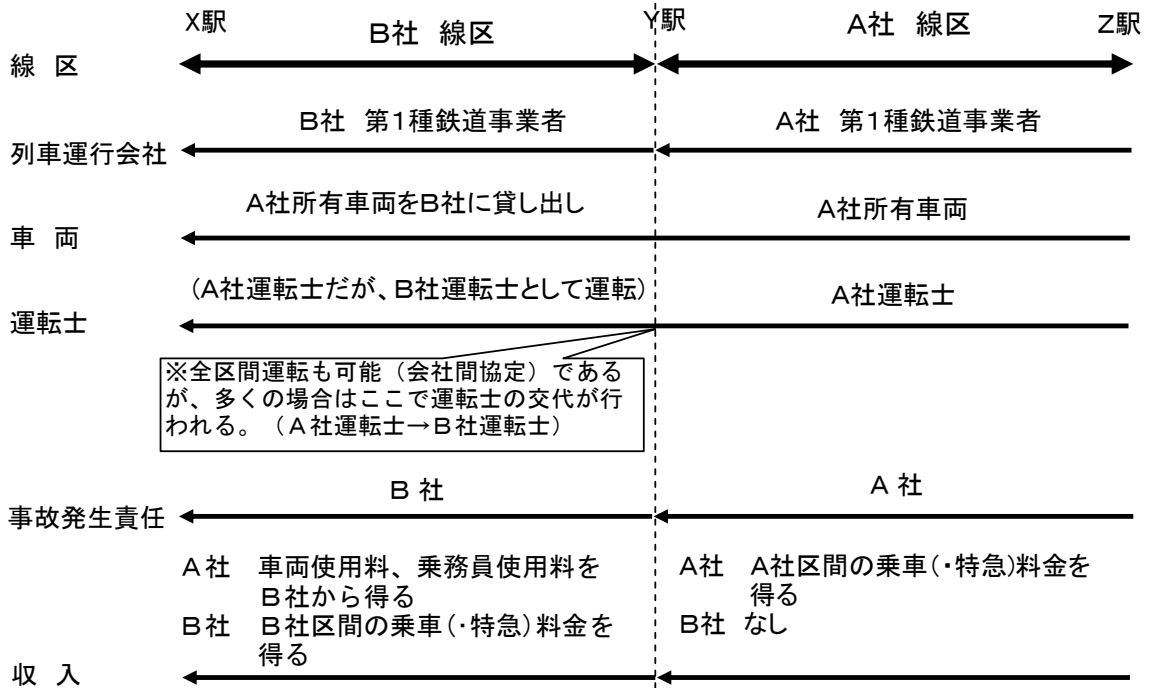 X駅 Y駅 Z駅
B社 線区 A社 線区
線 区
B社 第1種鉄道事業者 A社 第1種鉄道事業者
列車運行会社
A社所有車両をB社に貸し出し A社所有車両
車 両
(A社運転士だが、B社運転士として運転) A社運転士
運転士
※全区間運転も可能（会社間協定）である
が、多くの場合はここで運転士の交代が行
われる。（A社運転士→B社運転士）
B 社 A 社
事故発生責任
A社 車両使用料、乗務員使用料を
B社から得る
B社 B社区間の乗車(・特急)料金を
得る
A社 A社区間の乗車(・特急)料金を
得る
B社 なし
収 入